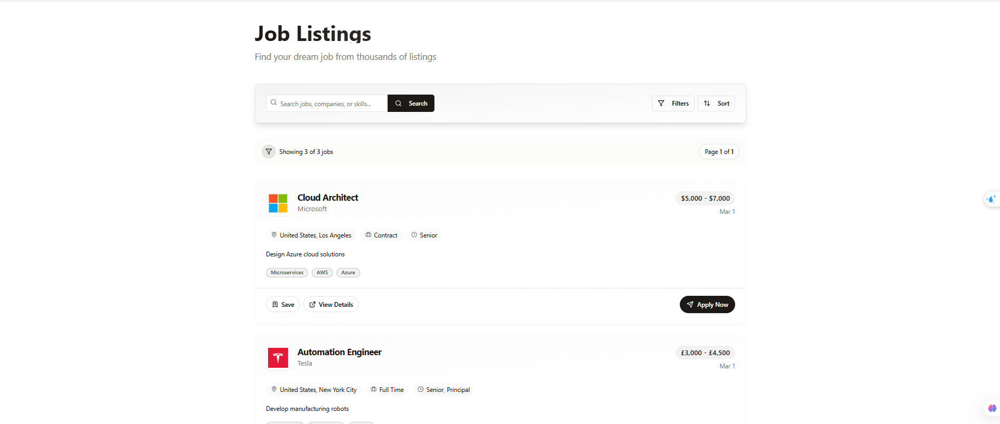 Job Listings
Find your dream job from thousands of listings
Search jobs, companies, or skills...
Search
Filters
Sort
Showing 3 of 3 jobs
Page 1 of 1
Cloud Architect
$5,000 - $7,000
Microsoft
Mar 1
United States, Los Angeles
Contract
Senior
Design Azure cloud solutions
Microservices
AWS
Azure
Save
View Details
Apply Now
Automation Engineer
£3,000 - £4,500
Tesla
Mar 1
United States, New York City
Full Time
Senior, Principal
Develop manufacturing robots